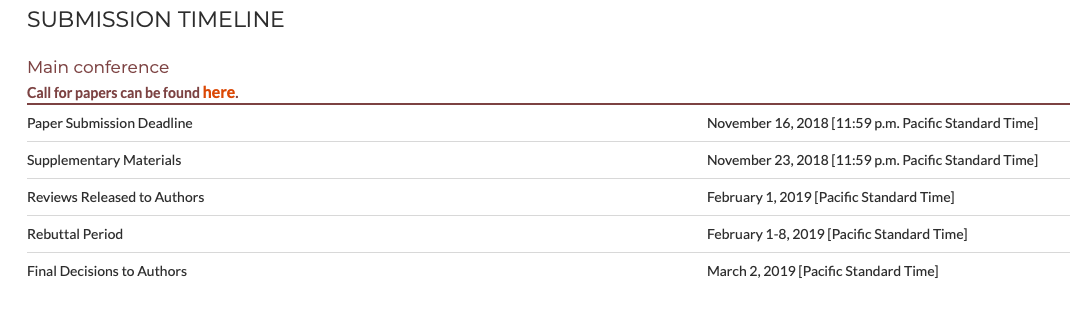 SUBMISSION TIMELINE
Main conference
Call for papers can be found here.
Paper Submission Deadline November 16, 2018 [11:59 p.m. Pacific Standard Time]
Supplementary Materials November 23, 2018 [11:59 p.m. Pacific Standard Time]
Reviews Released to Authors February 1, 2019 [Pacific Standard Time]
Rebuttal Period February 1-8, 2019 [Pacific Standard Time]
Final Decisions to Authors March 2, 2019 [Pacific Standard Time]